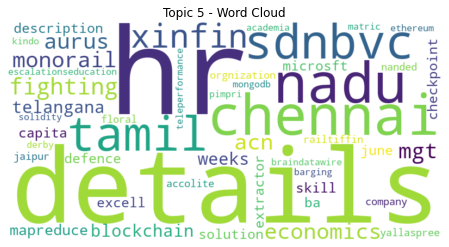 Topic 5 - Word Cloud
description
kindo
aurus
monorail
escalationseducation
fighting
telangana
solidity
capita
derby
jaipur
defence
mapreduce
blockchain
floral
pimpri
teleperformance
hr
xinfin
tamil
excell
accolite
details
weeks
acn
solution
extractor
economics
academia
orgnization
matric
ethereum
sdnbvc
microsft
mongodb
nanded
nadu
checkpoint
chennai
railtiffin
june
mgt
braindatawire
barging
skill
ba
company
yallaspree